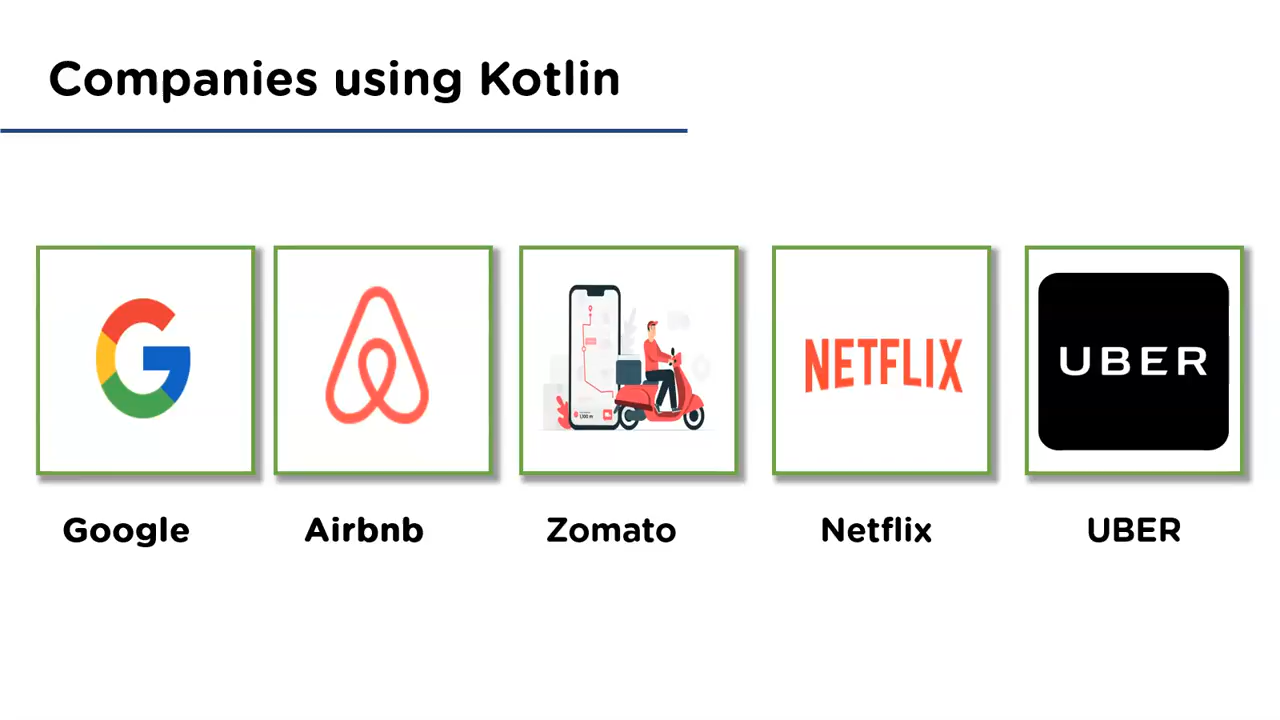 Companies using Kotlin
NETFLIX
UBER
Google
Airbnb
Zomato
Netflix
UBER